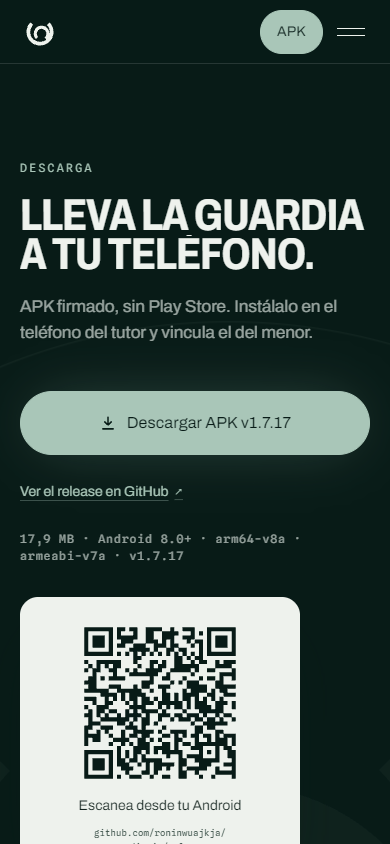 APK
DESCARGA
LLEVA LA GUARDIA
A TU TELÉFONO.
APK firmado, sin Play Store. Instálalo en el
teléfono del tutor y vincula el del menor.
Descargar APK v1.7.17
Ver el release en GitHub ↗
17,9 MB · Android 8.0+ · arm64-v8a ·
armeabi-v7a · v1.7.17
Escanea desde tu Android
github.com/roninwuajkja/